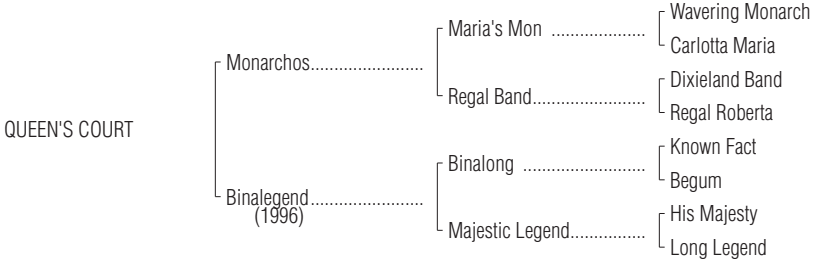 Wavering Monarch
Maria's Mon ......................
Carlotta Maria
Monarchos........................
Dixieland Band
Regal Band.........................
Regal Roberta
QUEEN'S COURT
Known Fact
Binalong ...........................
Begum
Binalegend........................
(1996)
His Majesty
Majestic Legend.................
Long Legend